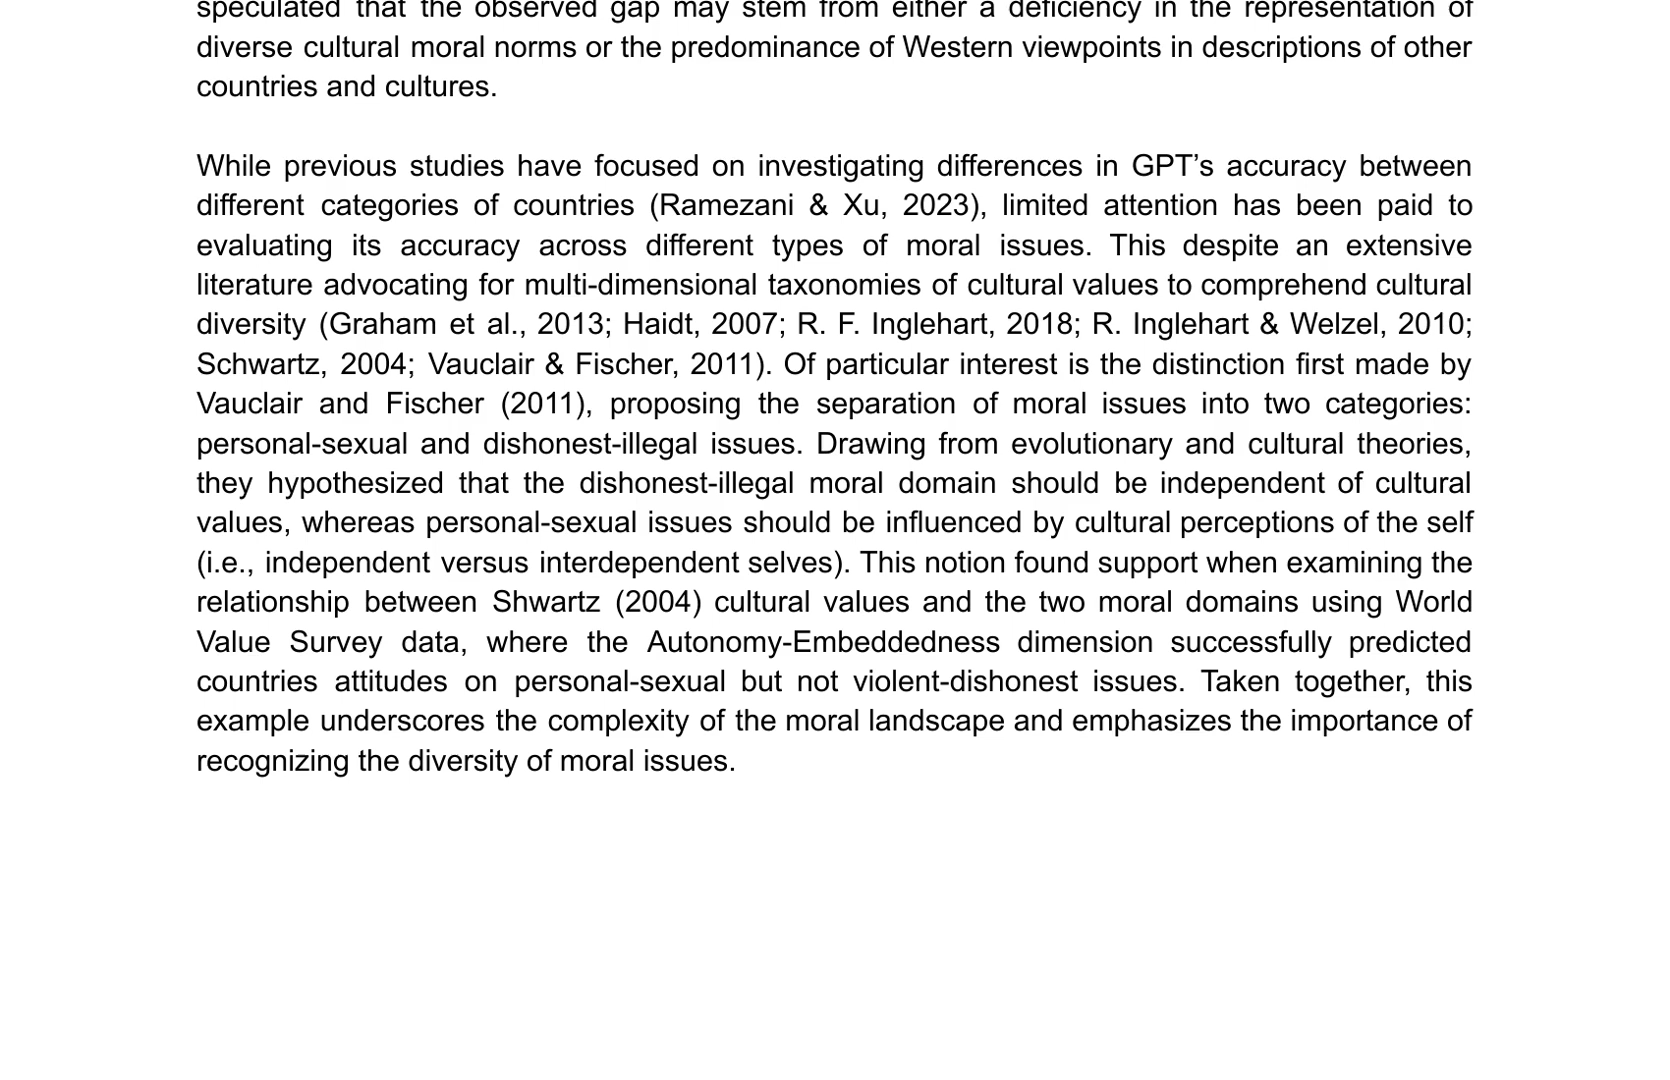 speculated that the observed gap may stem from either a deficiency in the representation of
diverse cultural moral norms or the predominance of Western viewpoints in descriptions of other
countries and cultures.
While previous studies have focused on investigating differences in GPT’s accuracy between
different categories of countries (Ramezani & Xu, 2023), limited attention has been paid to
evaluating its accuracy across different types of moral issues. This despite an extensive
literature advocating for multi-dimensional taxonomies of cultural values to comprehend cultural
diversity (Graham et al., 2013; Haidt, 2007; R. F. Inglehart, 2018; R. Inglehart & Welzel, 2010;
Schwartz, 2004; Vauclair & Fischer, 2011). Of particular interest is the distinction first made by
Vauclair and Fischer (2011), proposing the separation of moral issues into two categories:
personal-sexual and dishonest-illegal issues. Drawing from evolutionary and cultural theories,
they hypothesized that the dishonest-illegal moral domain should be independent of cultural
values, whereas personal-sexual issues should be influenced by cultural perceptions of the self
(i.e., independent versus interdependent selves). This notion found support when examining the
relationship between Shwartz (2004) cultural values and the two moral domains using World
Value Survey data, where the Autonomy-Embeddedness dimension successfully predicted
countries attitudes on personal-sexual but not violent-dishonest issues. Taken together, this
example underscores the complexity of the moral landscape and emphasizes the importance of
recognizing the diversity of moral issues.